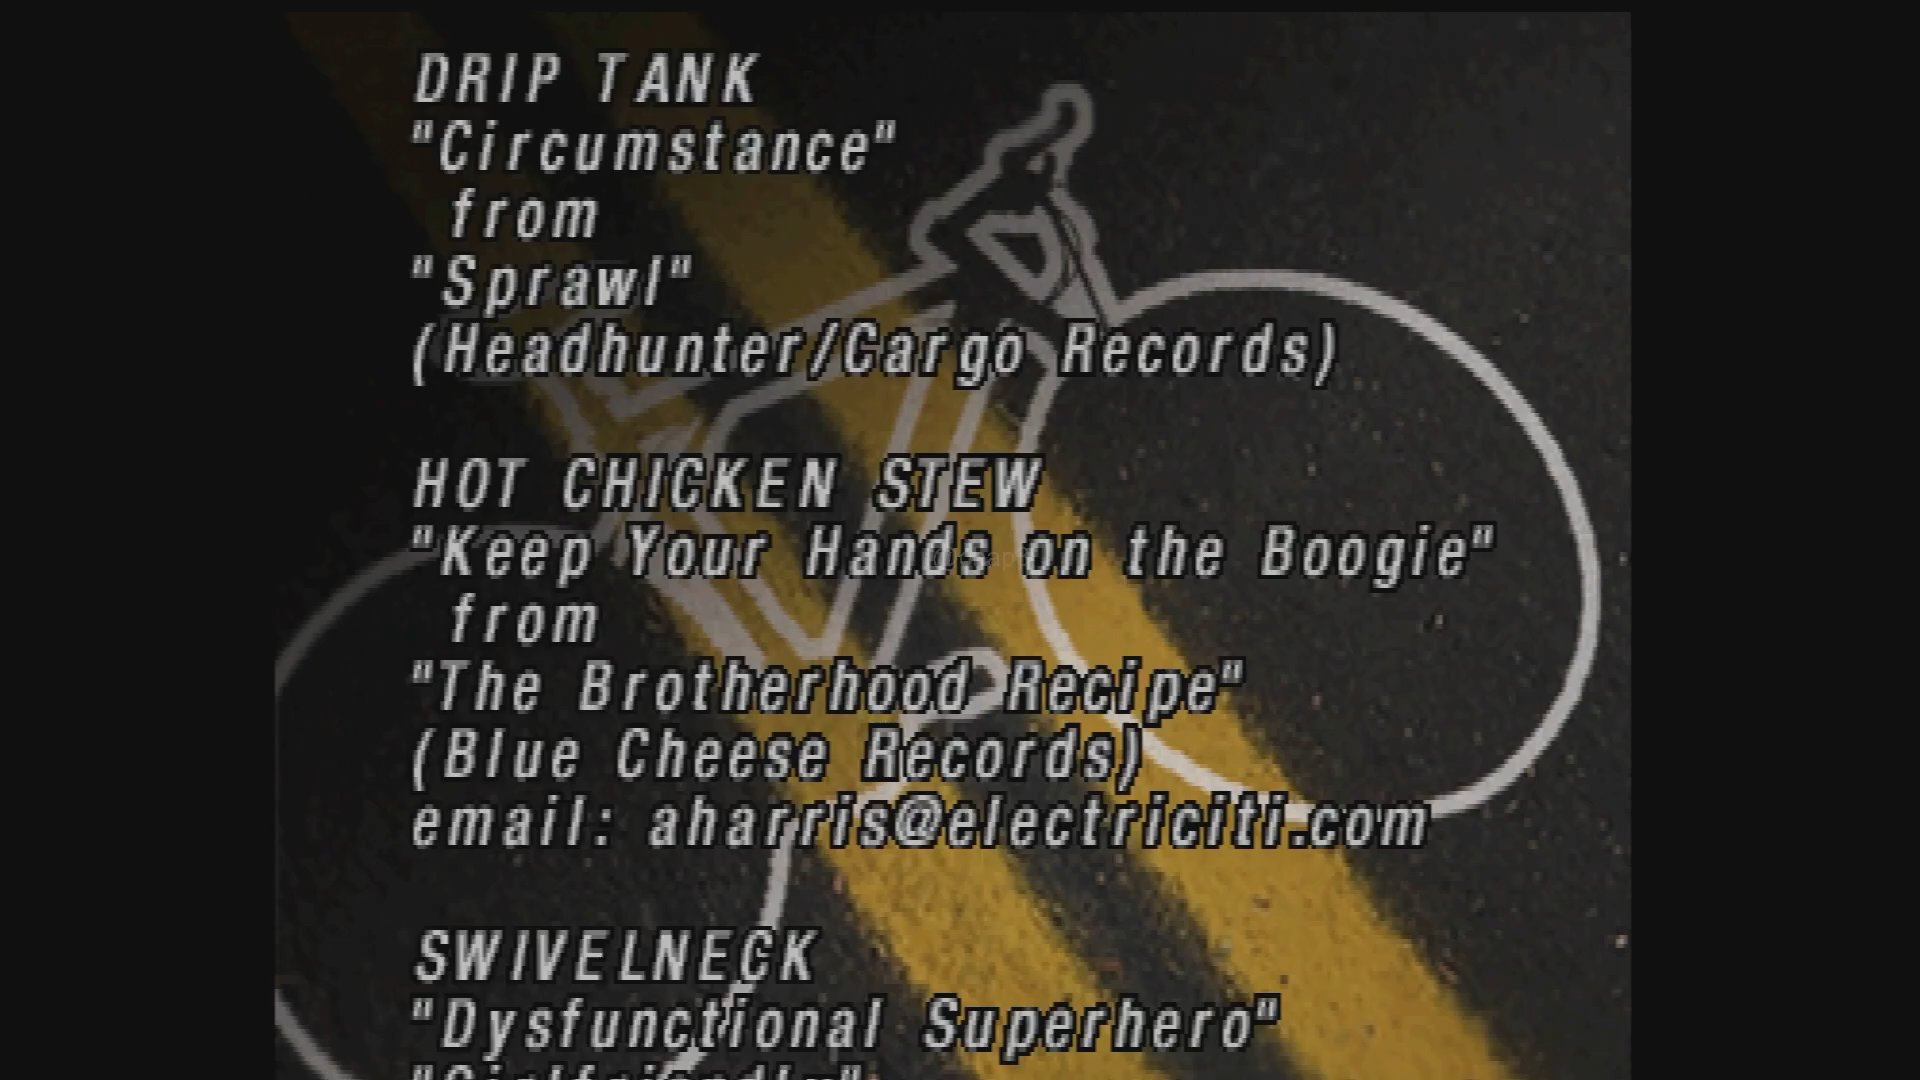 DRIP TANK
"Circumstance"
from
"Sprawl"
(Headhunter/Cargo Records)
HOT CHICKEN STEW
"Keep Your Hands on the Boogie"
from
"The Brotherhood Recipe"
(Blue Cheese Records)
email: aharris@electriciti.com
SWIVELNECK
"Dysfunctional Superhero"